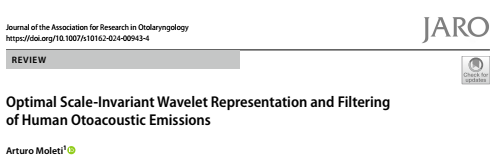 Journal of the Association for Research in Otolaryngology
https://doi.org/10.1007/s10162-024-00943-4
JARO
REVIEW
Check for
updates
Optimal Scale-Invariant Wavelet Representation and Filtering
of Human Otoacoustic Emissions
Arturo Moleti1